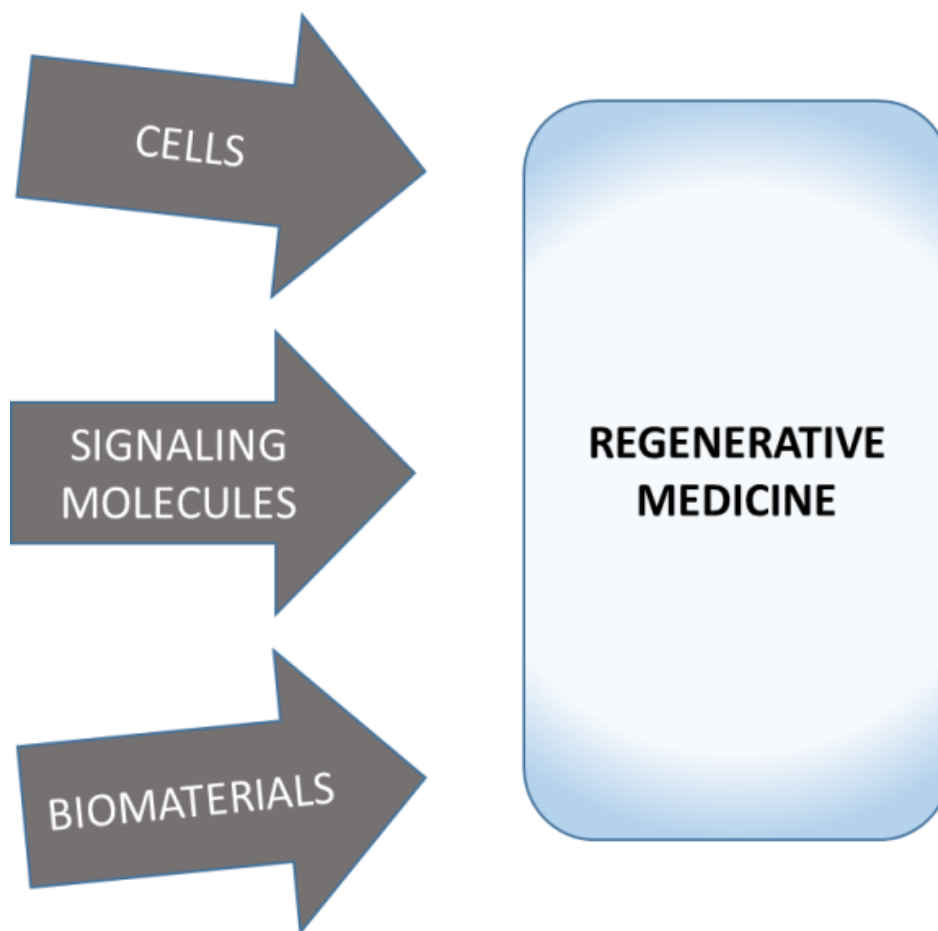 CELLS
SIGNALING
MOLECULES
REGENERATIVE
MEDICINE
BIOMATERIALS